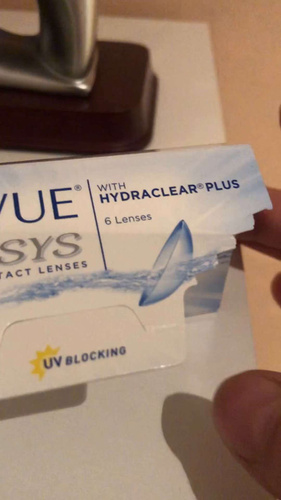 VUE®
SYS
TACT LENSES
WITH
HYDRACLEAR® PLUS
6 Lenses
UV BLOCKING